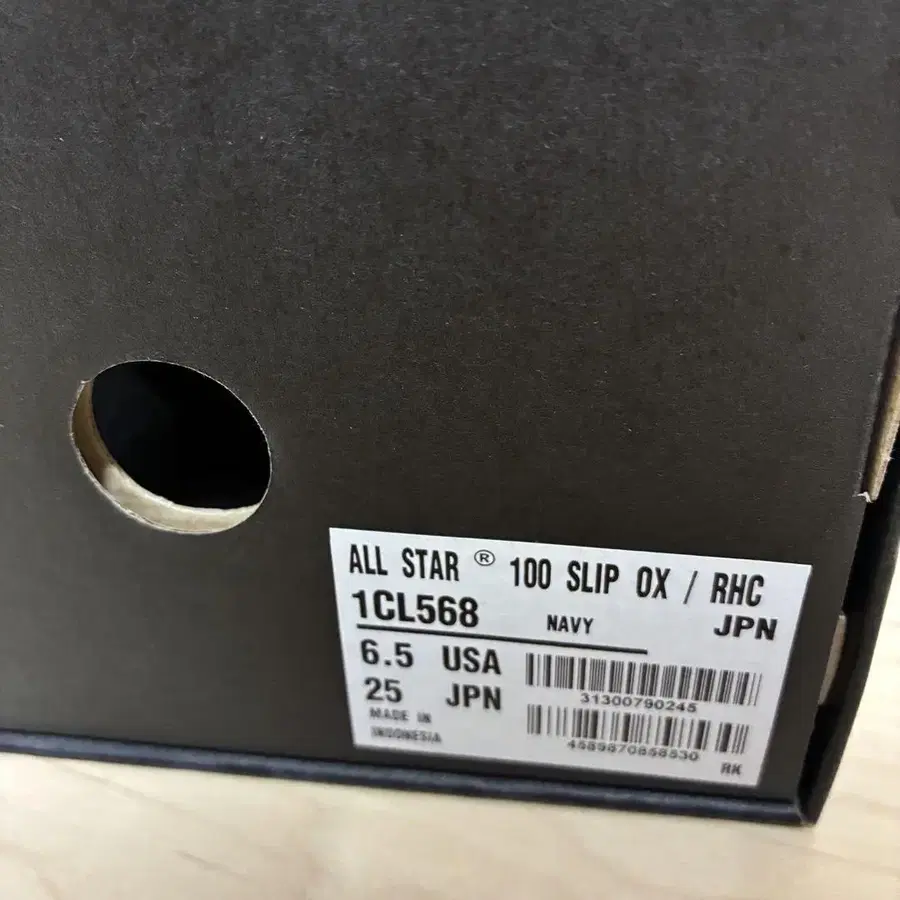 ALL STAR ® 100 SLIP OX / RHC
1CL568 NAVY JPN
6.5 USA
25 JPN
31300790245
MADE IN
INDONESIA
4589870858530
RK